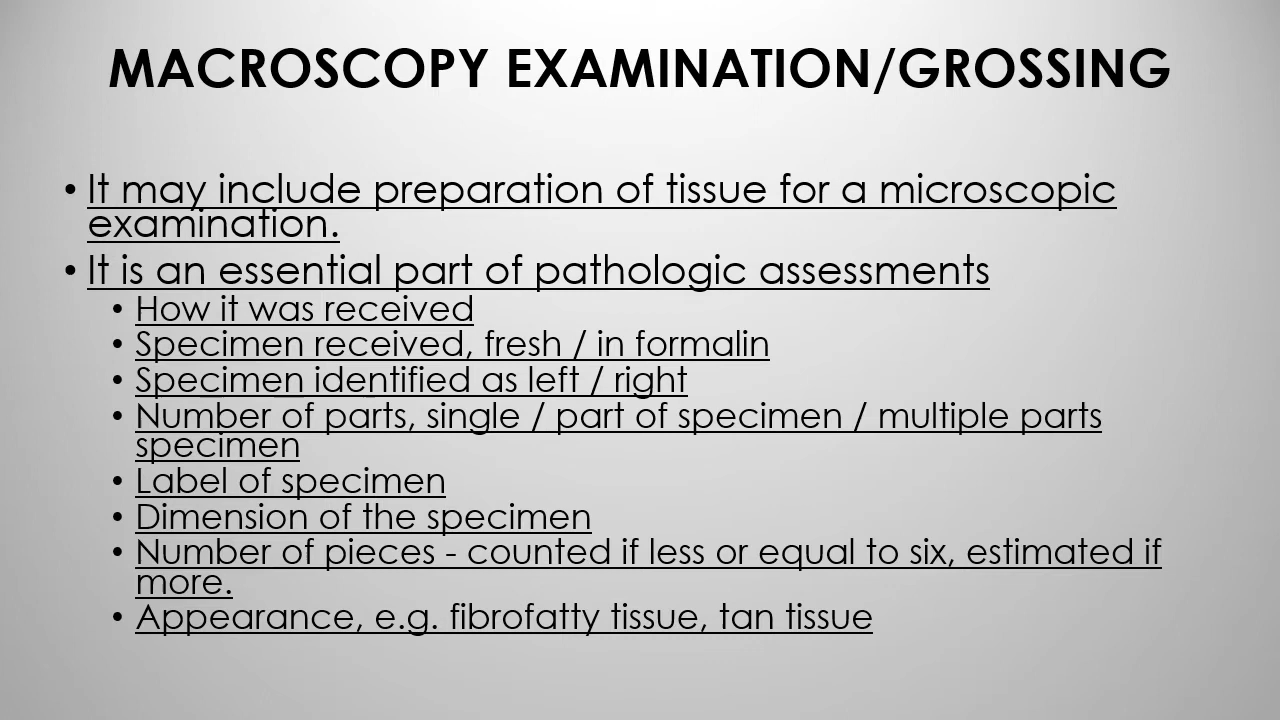 MACROSCOPY EXAMINATION/GROSSING
• It may include preparation of tissue for a microscopic
examination.
• It is an essential part of pathologic assessments
• How it was received
• Specimen received, fresh / in formalin
• Specimen identified as left / right
• Number of parts, single / part of specimen / multiple parts
specimen
• Label of specimen
• Dimension of the specimen
• Number of pieces - counted if less or equal to six, estimated if
more.
• Appearance, e.g. fibrofatty tissue, tan tissue